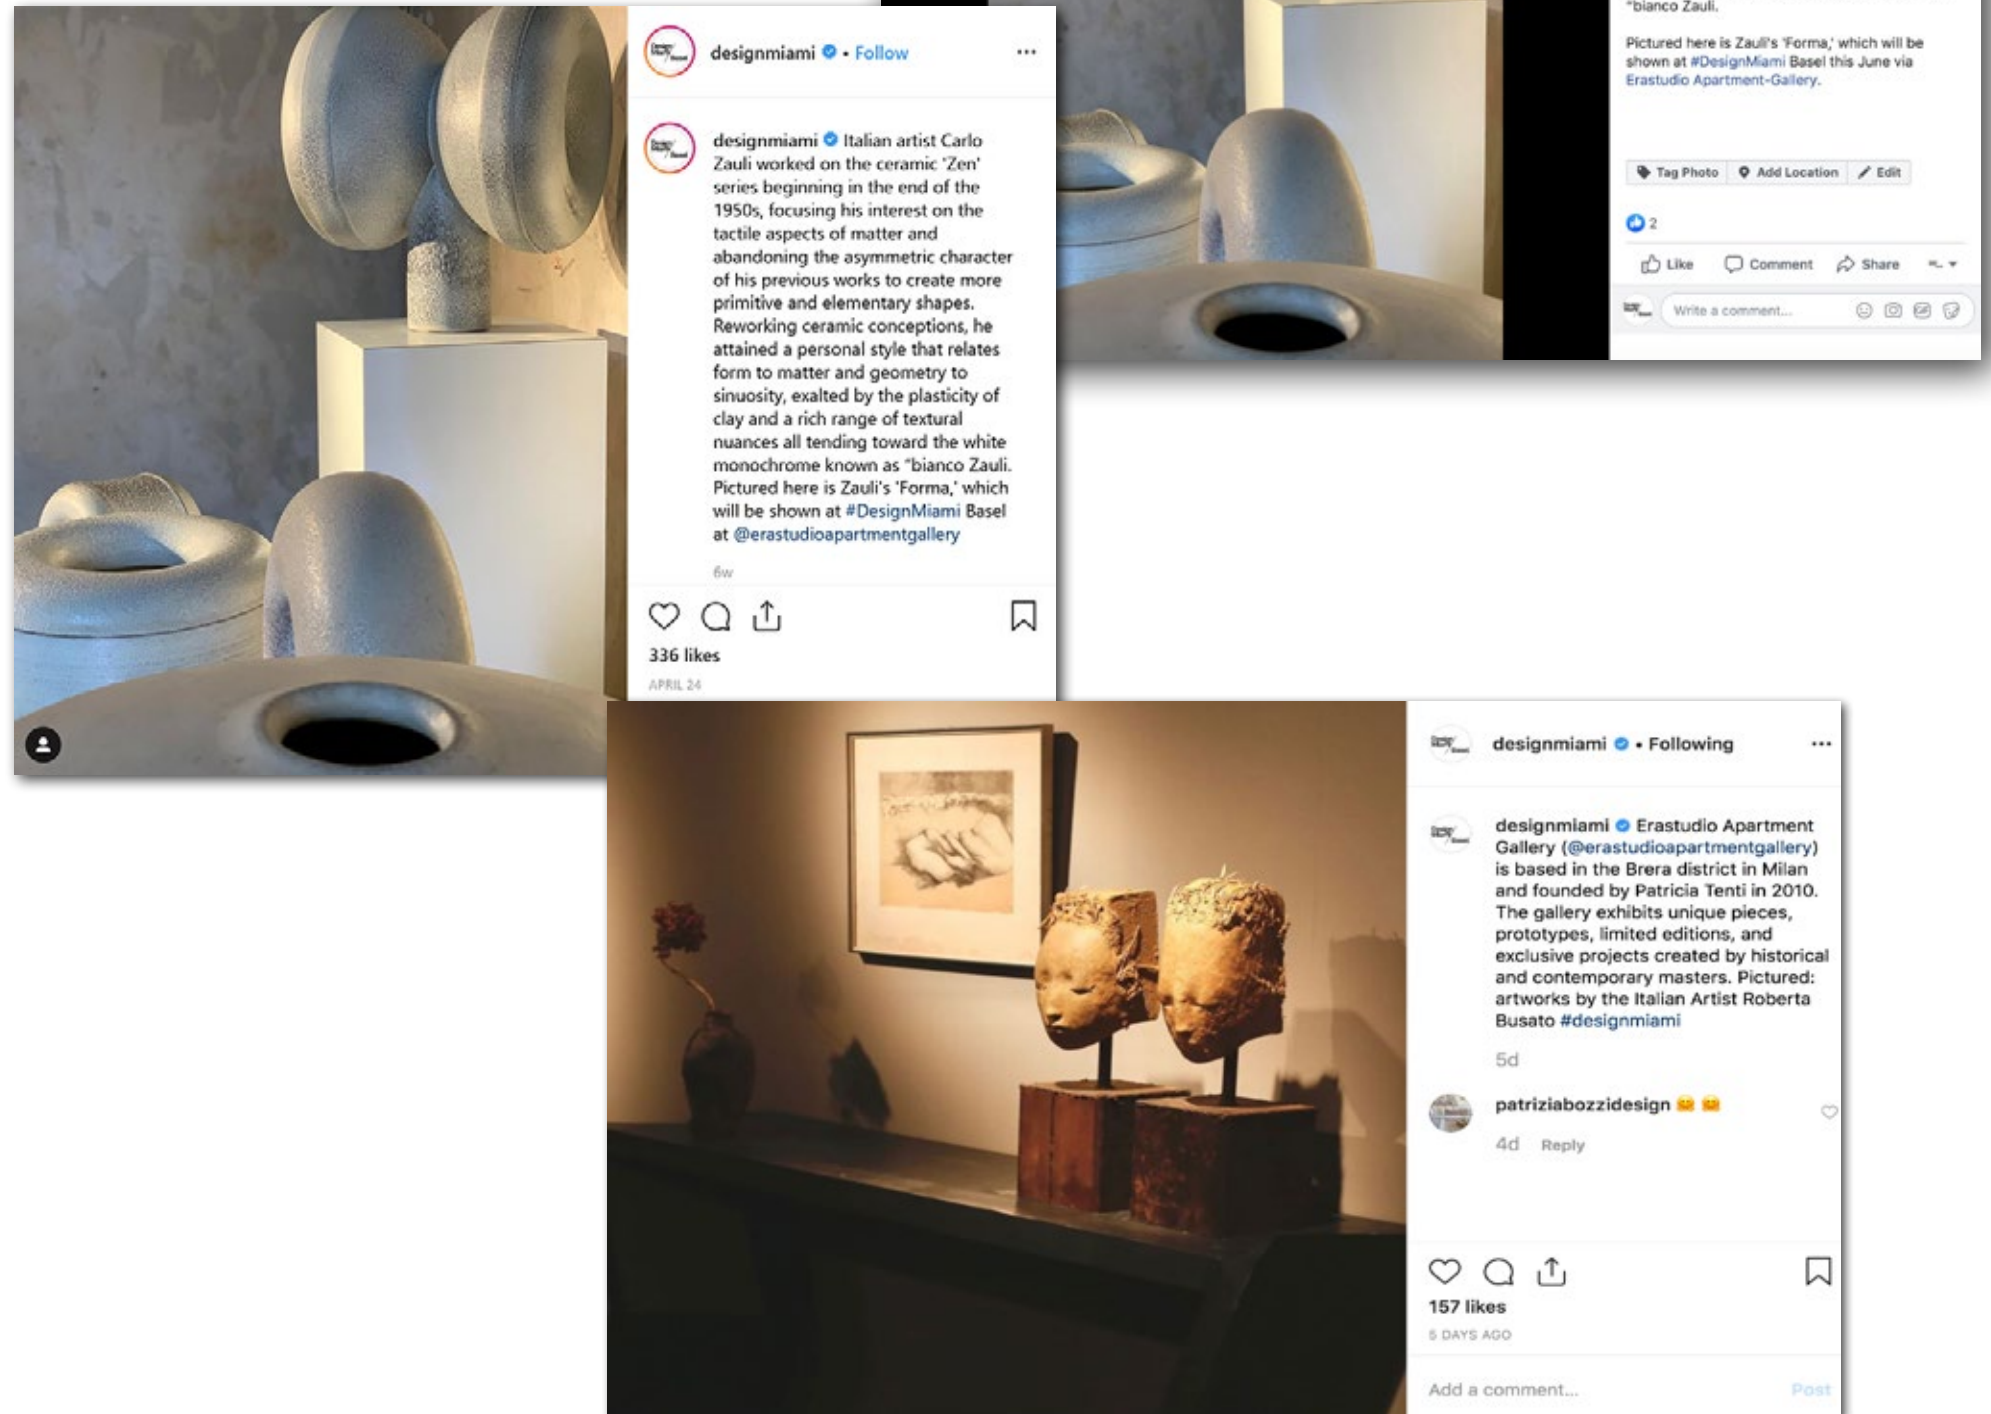 designmiami • Follow
designmiami Italian artist Carlo
Zauli worked on the ceramic 'Zen'
series beginning in the end of the
1950s, focusing his interest on the
tactile aspects of matter and
abandoning the asymmetric character
of his previous works to create more
primitive and elementary shapes.
Reworking ceramic conceptions, he
attained a personal style that relates
form to matter and geometry to
sinuosity, exalted by the plasticity of
clay and a rich range of textural
nuances all tending toward the white
monochrome known as "bianco Zauli.
Pictured here is Zauli's 'Forma,' which
will be shown at #DesignMiami Basel
at @erastudioapartmentgallery
6w
336 likes
APRIL 24
"bianco Zauli.
Pictured here is Zauli's 'Forma,' which will be
shown at #DesignMiami Basel this June via
Erastudio Apartment-Gallery.
Tag Photo Add Location Edit
2
Like Comment Share
Write a comment...
designmiami • Following
designmiami Erastudio Apartment
Gallery (@erastudioapartmentgallery)
is based in the Brera district in Milan
and founded by Patricia Tenti in 2010.
The gallery exhibits unique pieces,
prototypes, limited editions, and
exclusive projects created by historical
and contemporary masters. Pictured:
artworks by the Italian Artist Roberta
Busato #designmiami
5d
patriziabozzidesign 🤗 🤗
4d Reply
157 likes
5 DAYS AGO
Add a comment... Post